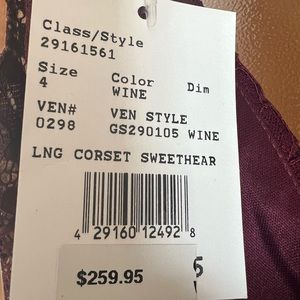 Class/Style
29161561
Size Color Dim
4 WINE
VEN# VEN STYLE
0298 GS290105 WINE
LNG CORSET SWEETHEAR
4 29160 12492 8
$259.95